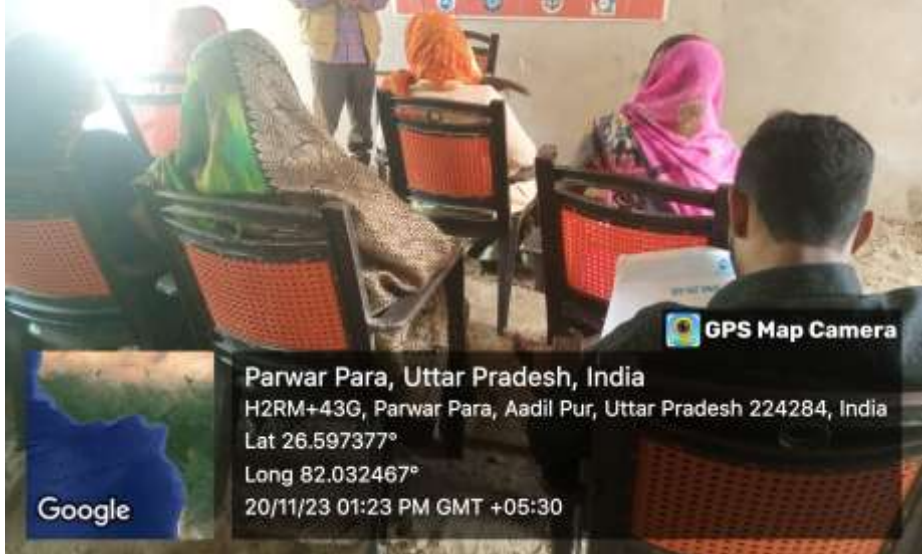 GPS Map Camera
Parwar Para, Uttar Pradesh, India
H2RM+43G, Parwar Para, Aadil Pur, Uttar Pradesh 224284, India
Lat 26.597377°
Long 82.032467°
20/11/23 01:23 PM GMT +05:30
Google